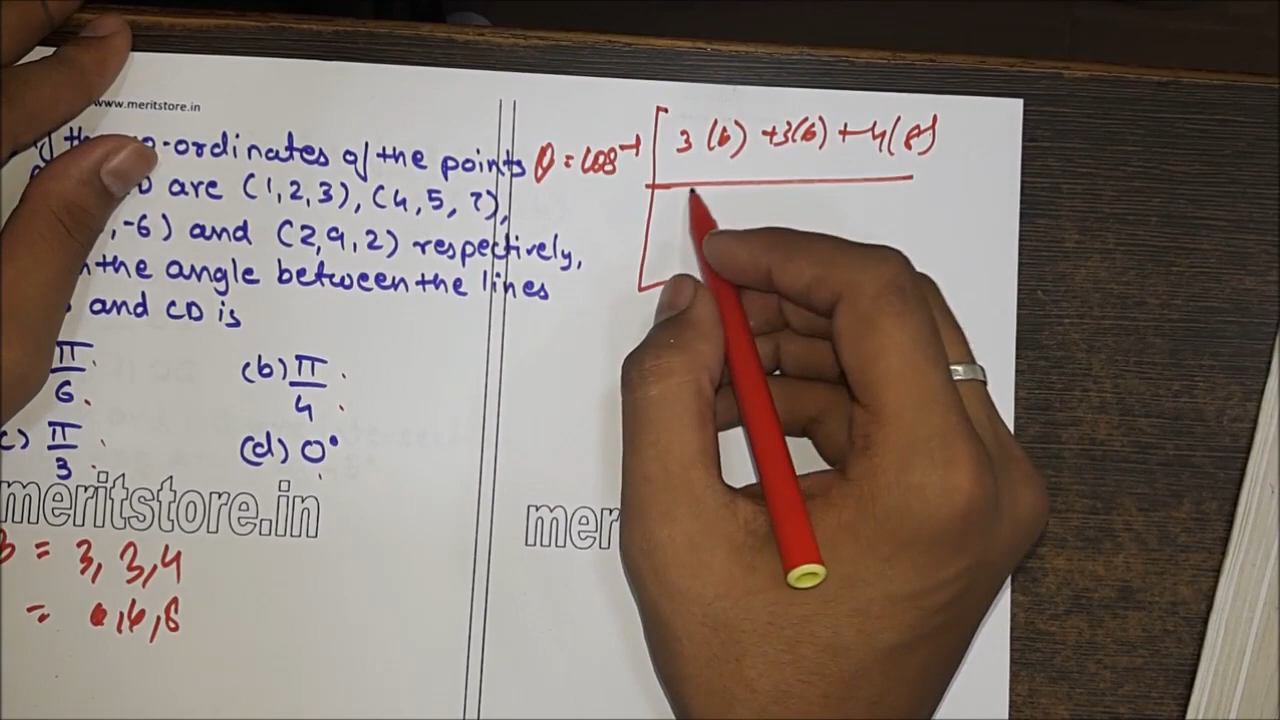 www.meritstore.in
-ordinates of the points
are (1,2,3), (4,5,7),
,-6) and (2,9,2) respectively,
the angle between the lines
and CD is
π/6
(b) π/4
c) π/3
(d) 0°
meritstore.in
B = 3, 3, 4
= 6, 6, 8
θ = cos⁻¹ [ 3(6) + 3(6) + 4(8)
mer